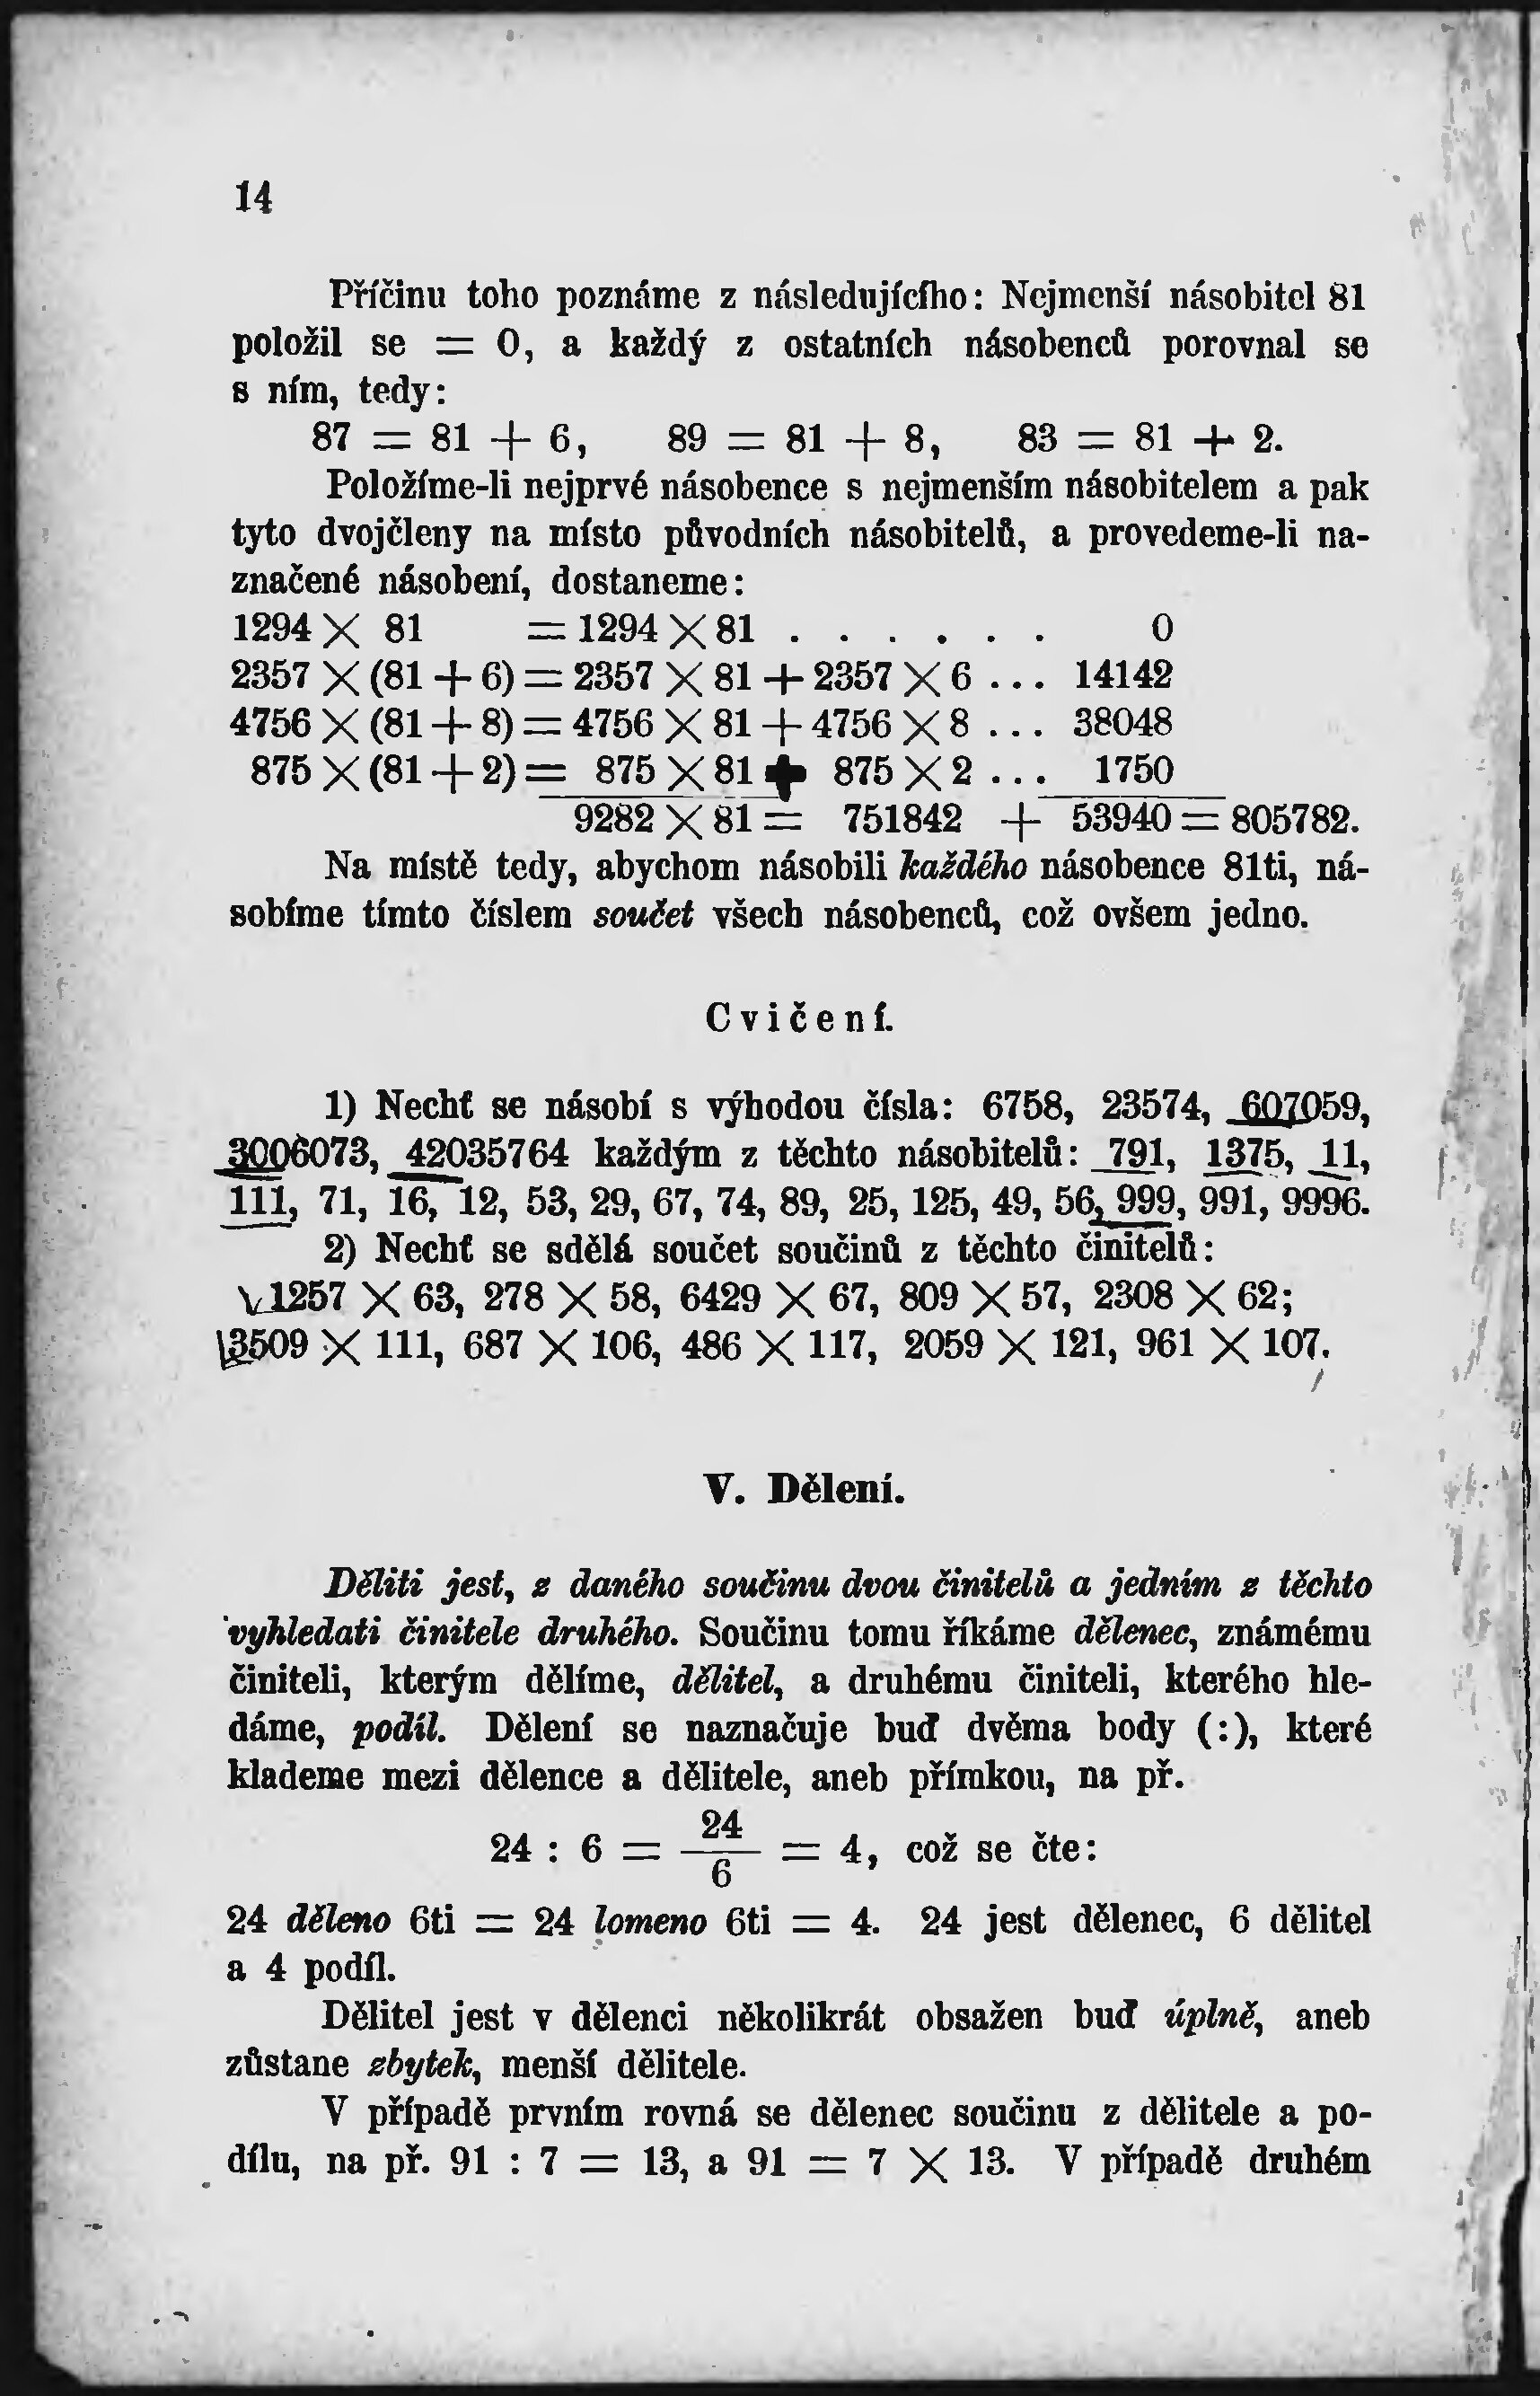 14
Příčinu toho poznáme z následujícího: Nejmenší násobitel 81
položil se = 0, a každý z ostatních násobenců porovnal se
s ním, tedy:
87 = 81 + 6, 89 = 81 + 8, 83 = 81 + 2.
Položíme-li nejprvé násobence s nejmenším násobitelem a pak
tyto dvojčleny na místo původních násobitelů, a provedeme-li na-
značené násobení, dostaneme:
1294 X 81 = 1294 X 81 . . . . . . 0
2357 X (81 + 6) = 2357 X 81 + 2357 X 6 ... 14142
4756 X (81 + 8) = 4756 X 81 + 4756 X 8 ... 38048
875 X (81 + 2) = 875 X 81 + 875 X 2 ... 1750
9282 X 81 = 751842 + 53940 = 805782.
Na místě tedy, abychom násobili každého násobence 81ti, ná-
sobíme tímto číslem součet všech násobenců, což ovšem jedno.
Cvičení.
1) Nechť se násobí s výhodou čísla: 6758, 23574, 607059,
3006073, 42035764 každým z těchto násobitelů: 791, 1375, 11,
111, 71, 16, 12, 53, 29, 67, 74, 89, 25, 125, 49, 56, 999, 991, 9996.
2) Nechť se sdělá součet součinů z těchto činitelů:
1257 X 63, 278 X 58, 6429 X 67, 809 X 57, 2308 X 62;
3509 X 111, 687 X 106, 486 X 117, 2059 X 121, 961 X 107.
V. Dělení.
Děliti jest, z daného součinu dvou činitelů a jedním z těchto
vyhledati činitele druhého. Součinu tomu říkáme dělenec, známému
činiteli, kterým dělíme, dělitel, a druhému činiteli, kterého hle-
dáme, podíl. Dělení se naznačuje buď dvěma body (:), které
klademe mezi dělence a dělitele, aneb přímkou, na př.
24 : 6 = 24/6 = 4, což se čte:
24 děleno 6ti = 24 lomeno 6ti = 4. 24 jest dělenec, 6 dělitel
a 4 podíl.
Dělitel jest v dělenci několikrát obsažen buď úplně, aneb
zůstane zbytek, menší dělitele.
V případě prvním rovná se dělenec součinu z dělitele a po-
dílu, na př. 91 : 7 = 13, a 91 = 7 X 13. V případě druhém